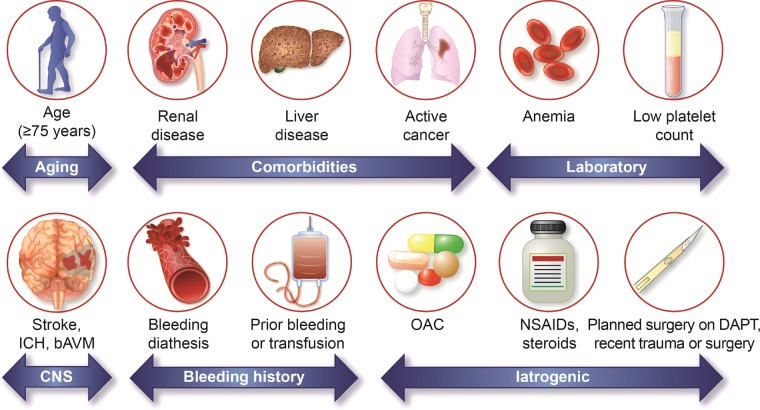 Age
(≥75 years)
Renal
disease
Liver
disease
Active
cancer
Anemia
Low platelet
count
Aging
Comorbidities
Laboratory
Stroke,
ICH, bAVM
Bleeding
diathesis
Prior bleeding
or transfusion
OAC
NSAIDs,
steroids
Planned surgery on DAPT,
recent trauma or surgery
CNS
Bleeding history
Iatrogenic